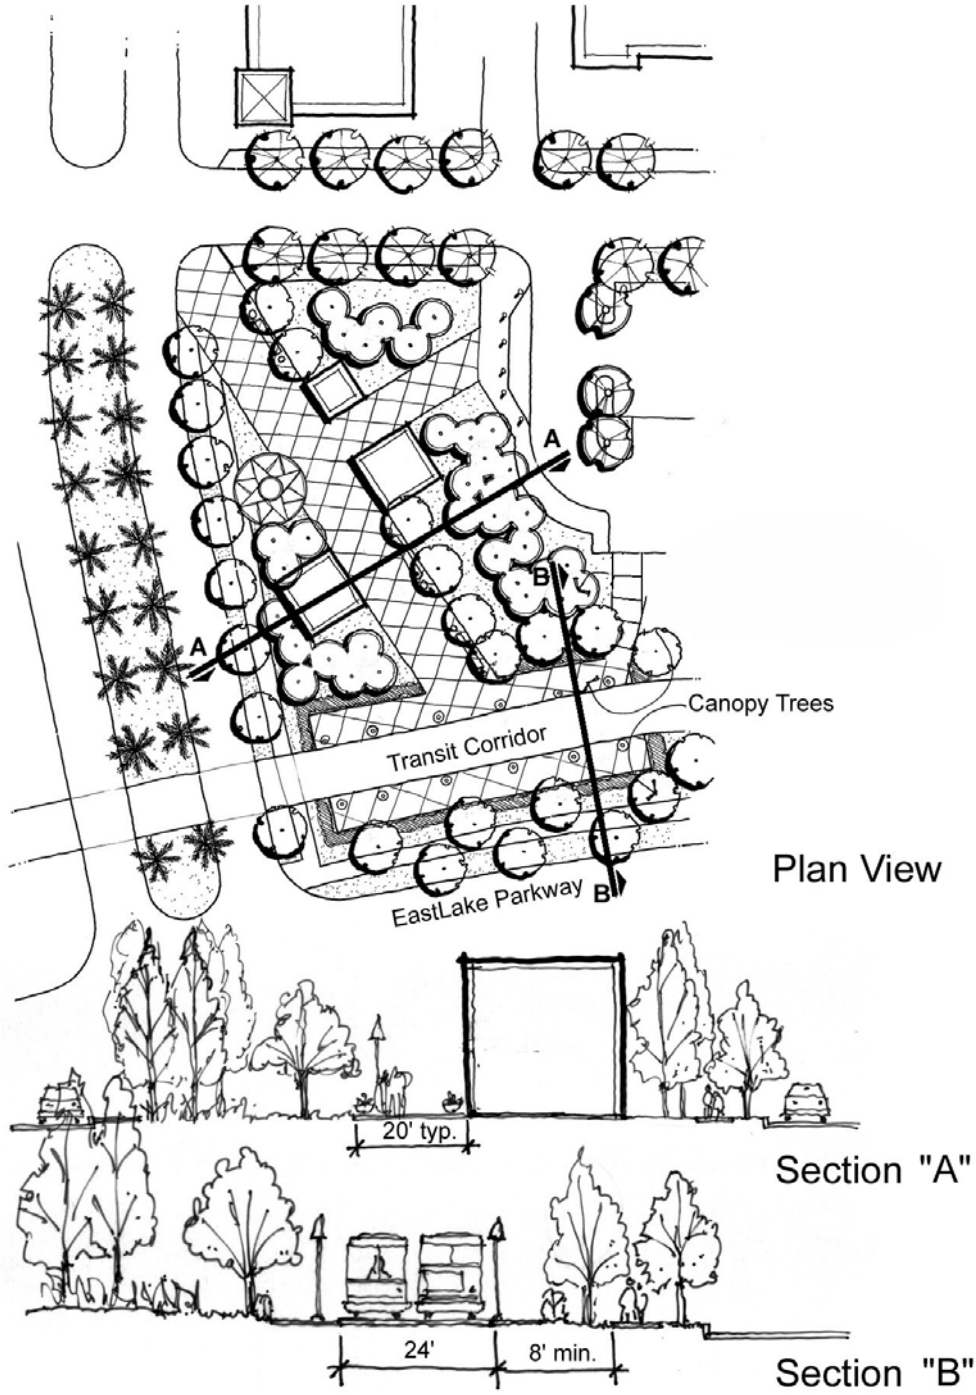 A
B
A
Canopy Trees
Transit Corridor
Plan View
EastLake Parkway
B
20' typ.
Section "A"
24'
8' min.
Section "B"